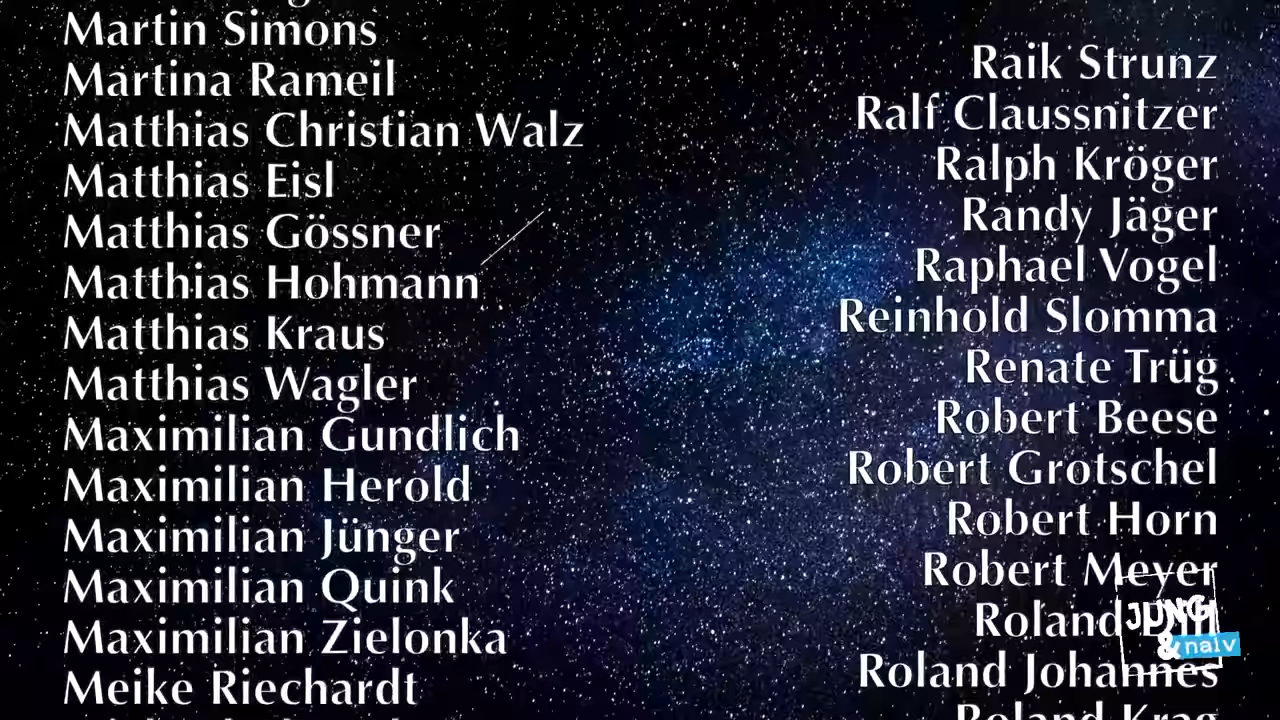 Martin Simons
Martina Rameil
Matthias Christian Walz
Matthias Eisl
Matthias Gössner
Matthias Hohmann
Matthias Kraus
Matthias Wagler
Maximilian Gundlich
Maximilian Herold
Maximilian Jünger
Maximilian Quink
Maximilian Zielonka
Meike Riechardt
Raik Strunz
Ralf Claussnitzer
Ralph Kröger
Randy Jäger
Raphael Vogel
Reinhold Slomma
Renate Trüg
Robert Beese
Robert Grotschel
Robert Horn
Robert Meyer
Roland
Roland Johannes
Roland Krag
JUNG
& naiv